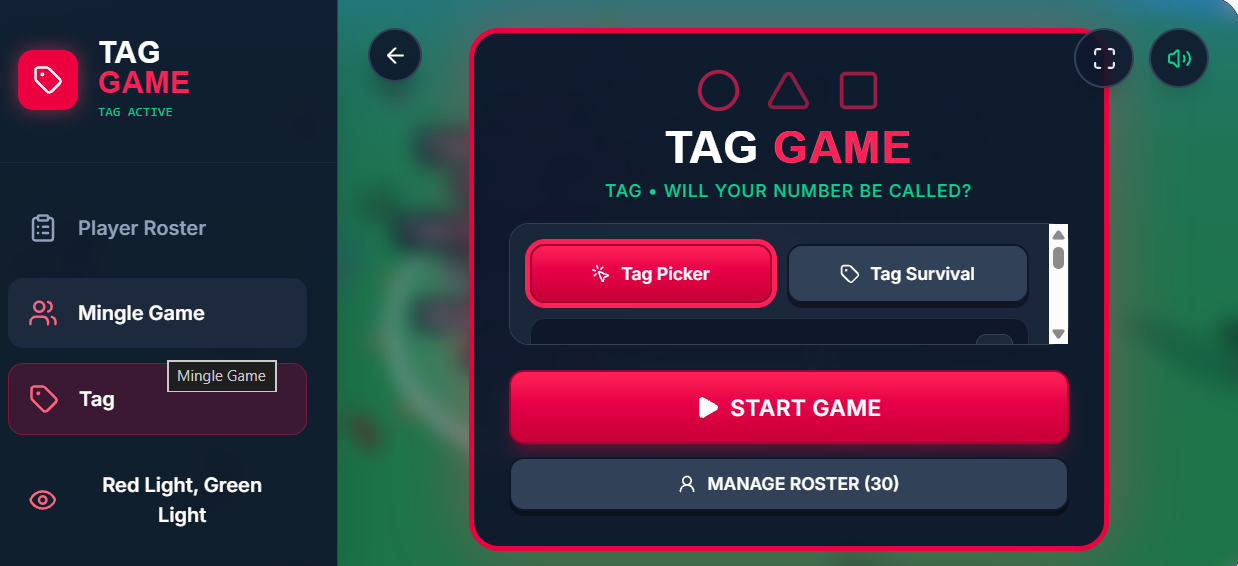 TAG
GAME
TAG ACTIVE
Player Roster
Mingle Game
Mingle Game
Tag
Red Light, Green
Light
TAG GAME
TAG • WILL YOUR NUMBER BE CALLED?
Tag Picker
Tag Survival
START GAME
MANAGE ROSTER (30)